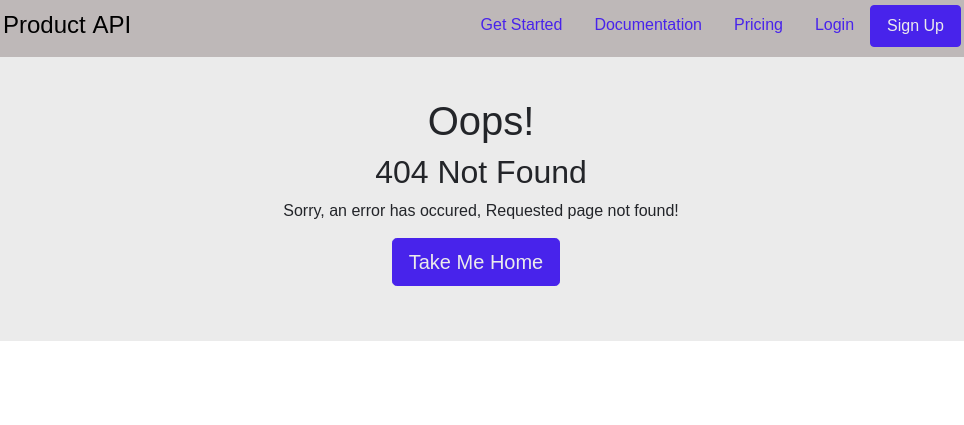 Product API
Get Started Documentation Pricing Login Sign Up
Oops!
404 Not Found
Sorry, an error has occured, Requested page not found!
Take Me Home